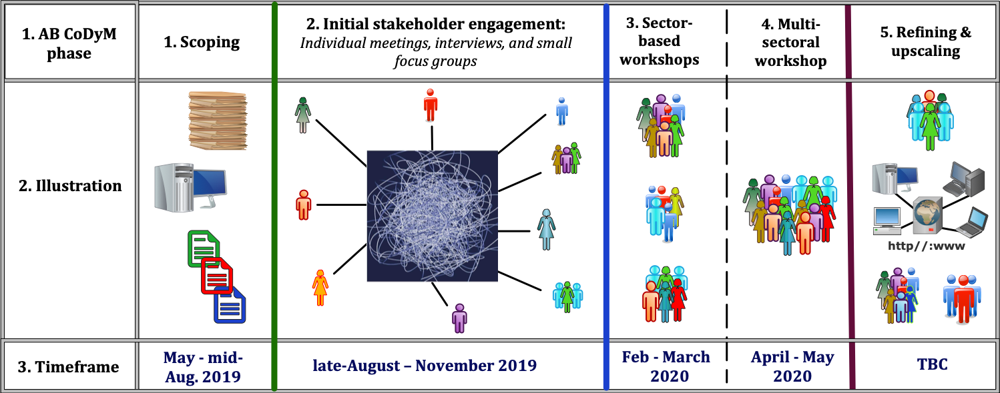 1. AB CoDyM
phase
1. Scoping
2. Initial stakeholder engagement:
Individual meetings, interviews, and small
focus groups
3. Sector-
based
workshops
4. Multi-
sectoral
workshop
5. Refining &
upscaling
2. Illustration
http//:www
3. Timeframe
May - mid-
Aug. 2019
late-August – November 2019
Feb - March
2020
April - May
2020
TBC